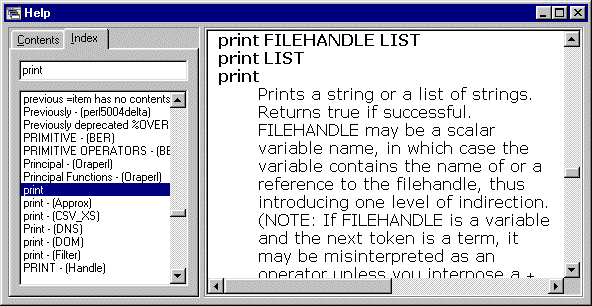 Help
Contents Index
print
previous =item has no contents
Previously - (perl5004delta)
Previously deprecated %OVER
PRIMITIVE - (BER)
PRIMITIVE OPERATORS - (BE
Principal - (Oraperl)
Principal Functions - (Oraperl)
print
print - (Approx)
print - (CSV_XS)
Print - (DNS)
print - (DOM)
print - (Filter)
PRINT - (Handle)
print FILEHANDLE LIST
print LIST
print
Prints a string or a list of strings.
Returns true if successful.
FILEHANDLE may be a scalar
variable name, in which case the
variable contains the name of or a
reference to the filehandle, thus
introducing one level of indirection.
(NOTE: If FILEHANDLE is a variable
and the next token is a term, it
may be misinterpreted as an
operator unless you interpose a +